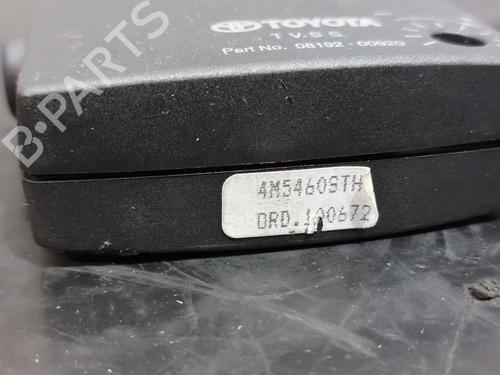 TOYOTA
T.V.S.S.
Part No. 08192-00920
4M5460STH
ORD.100672
B-PARTS